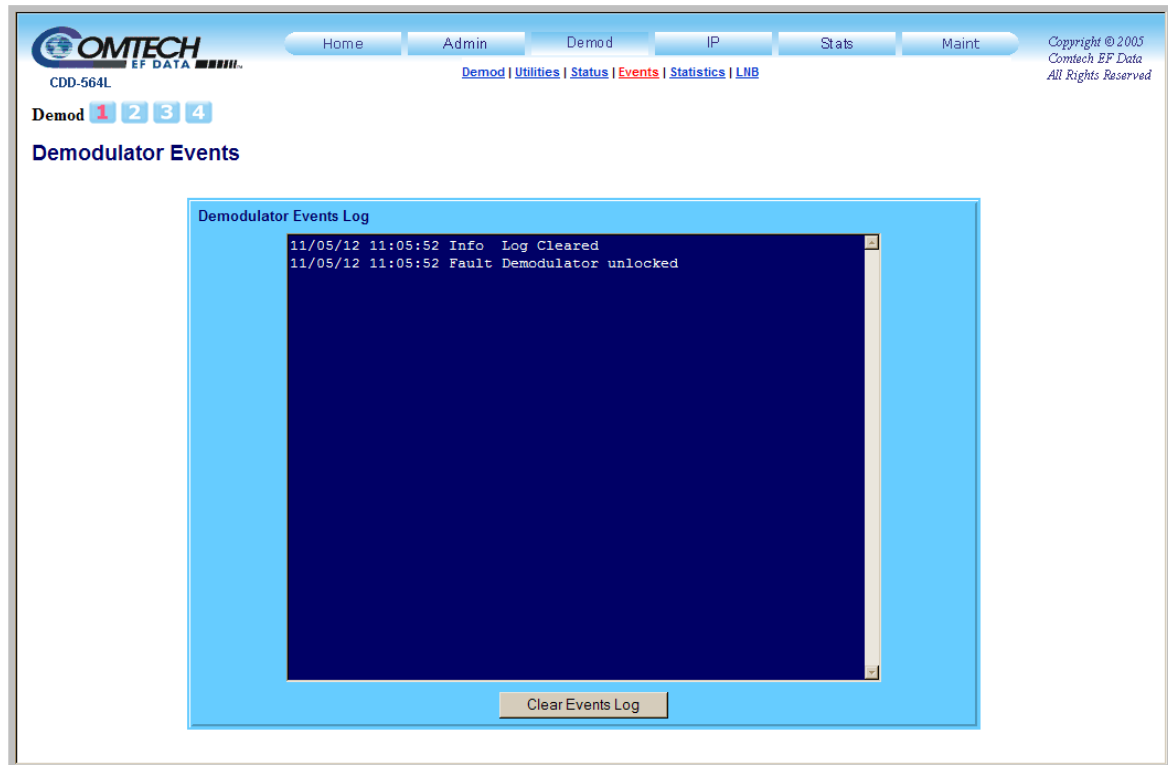 COMTECH
EF DATA
CDD-564L
Home Admin Demod IP Stats Maint
Demod | Utilities | Status | Events | Statistics | LNB
Copyright © 2005
Comtech EF Data
All Rights Reserved
Demod 1 2 3 4
Demodulator Events
Demodulator Events Log
11/05/12 11:05:52 Info  Log Cleared
11/05/12 11:05:52 Fault Demodulator unlocked
Clear Events Log